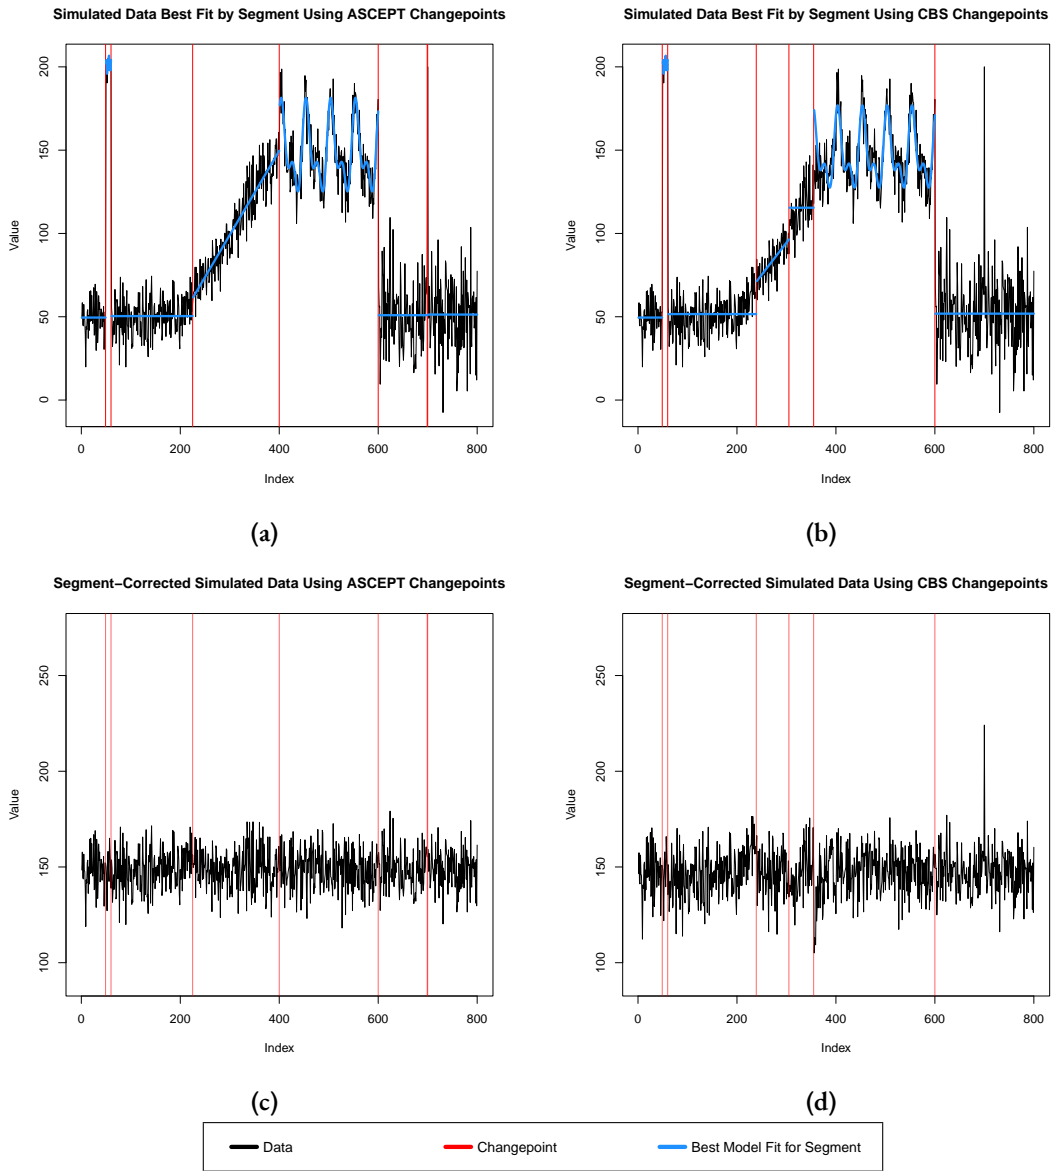 Simulated Data Best Fit by Segment Using ASCEPT Changepoints
Value
0
50
100
150
200
0
200
400
600
800
Index
(a)
Simulated Data Best Fit by Segment Using CBS Changepoints
Value
0
50
100
150
200
0
200
400
600
800
Index
(b)
Segment−Corrected Simulated Data Using ASCEPT Changepoints
Value
100
150
200
250
0
200
400
600
800
Index
(c)
Segment−Corrected Simulated Data Using CBS Changepoints
Value
100
150
200
250
0
200
400
600
800
Index
(d)
Data
Changepoint
Best Model Fit for Segment